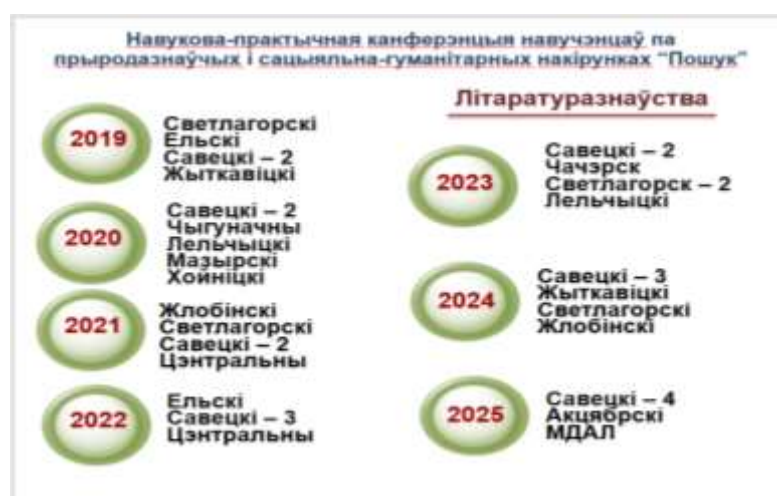 Навукова-практычная канферэнцыя навучэнцаў па
прыродазнаўчых і сацыяльна-гуманітарных накірунках “Пошук”
Літаратуразнаўства
2019
Светлагорскі
Ельскі
Савецкі – 2
Жыткавіцкі
2020
Савецкі – 2
Чыгуначны
Лельчыцкі
Мазырскі
Хойніцкі
2021
Жлобінскі
Светлагорскі
Савецкі – 2
Цэнтральны
2022
Ельскі
Савецкі – 3
Цэнтральны
2023
Савецкі – 2
Чачэрск
Светлагорск – 2
Лельчыцкі
2024
Савецкі – 3
Жыткавіцкі
Светлагорскі
Жлобінскі
2025
Савецкі – 4
Акцябрскі
МДАЛ